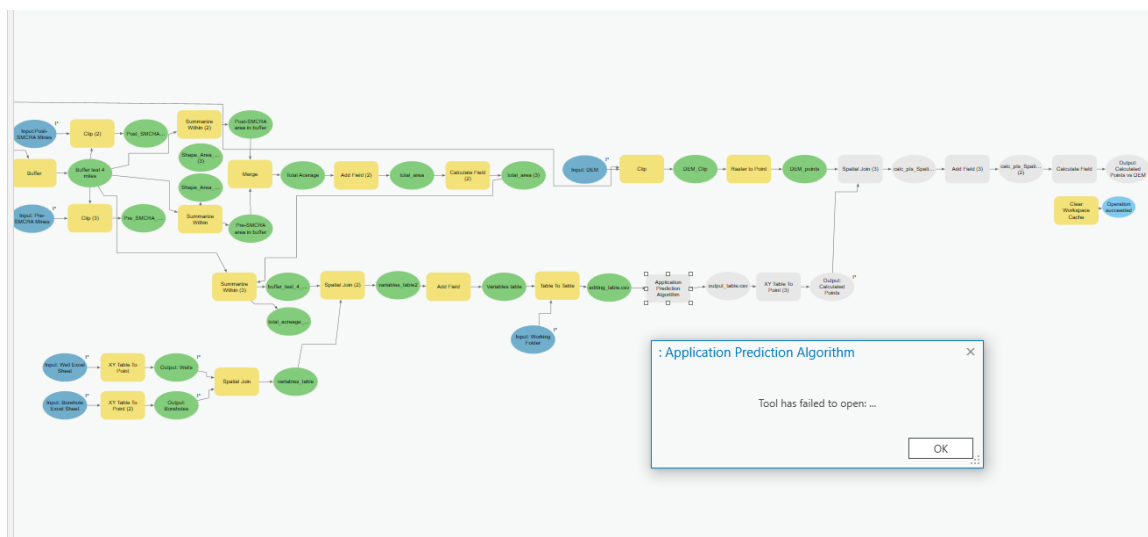 Input:Post-
SMCRA Mines
P
Clip (2)
Post_SMCRA...
Summarize
Within (2)
Post-SMCRA
area in buffer
Buffer
Buffer test 4
miles
Shape_Area_...
(3)
Shape_Area_...
Merge
Total Acerage
Add Field (2)
total_area
Calculate Field
(2)
total_area (3)
Input: Pre-
SMCRA Mines
P
Clip (3)
Pre_SMCRA_...
Summarize
Within
Pre-SMCRA
area in buffer
Input: DEM
P
Clip
DEM_Clip
Raster to Point
DEM_points
Spatial Join (3)
calc_pts_Spati...
Add Field (3)
calc_pts_Spati...
(2)
Calculate Field
Output:
Calculated
Points vs DEM
Clear
Workspace
Cache
Operation
succeeded
Summarize
Within (3)
buffer_test_4_...
total_acreage_...
Spatial Join (2)
variables_table2
Add Field
Variables table
Table To Table
existing_table.csv
Application
Prediction
Algorithm
output_table.csv
XY Table To
Point (3)
Output:
Calculated
Points
P
Input: Working
Folder
P
Input: Well Excel
Sheet
P
XY Table To
Point
Output: Wells
P
Spatial Join
variables_table
Input: Borehole
Excel Sheet
P
XY Table To
Point (2)
Output:
Boreholes
P
: Application Prediction Algorithm
Tool has failed to open: ...
OK